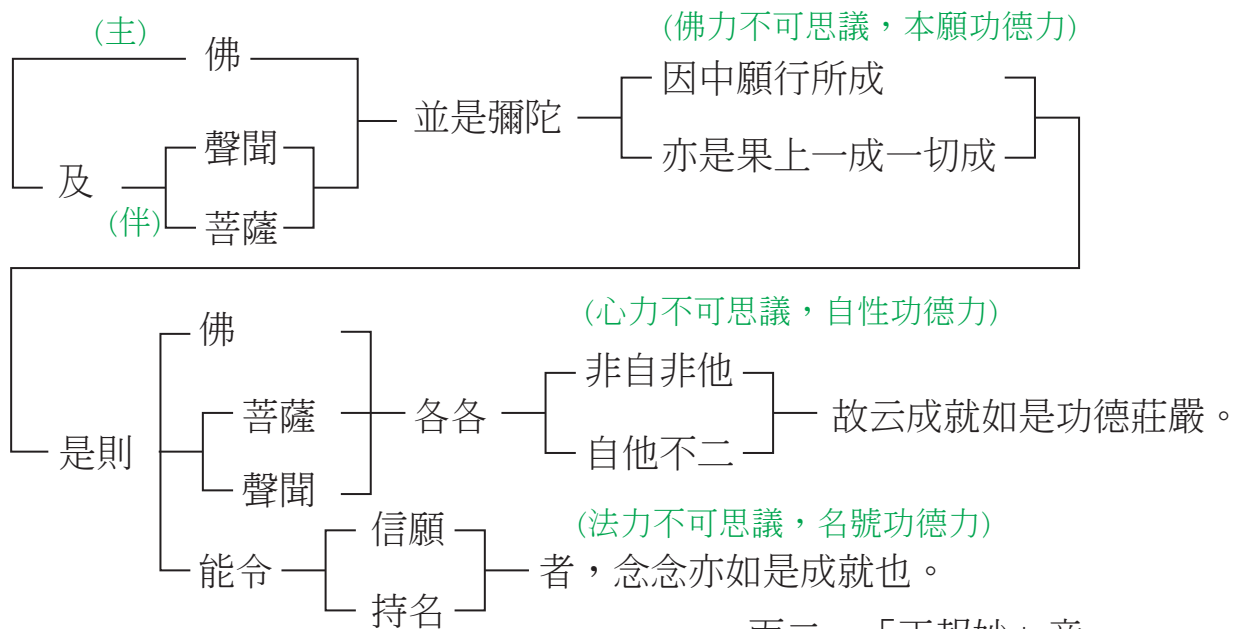 (主)
佛
及
(伴)
聲聞
菩薩
並是彌陀
(佛力不可思議，本願功德力)
因中願行所成
亦是果上一成一切成
是則
佛
菩薩
聲聞
各各
(心力不可思議，自性功德力)
非自非他
自他不二
故云成就如是功德莊嚴。
能令
信願
持名
(法力不可思議，名號功德力)
者，念念亦如是成就也。